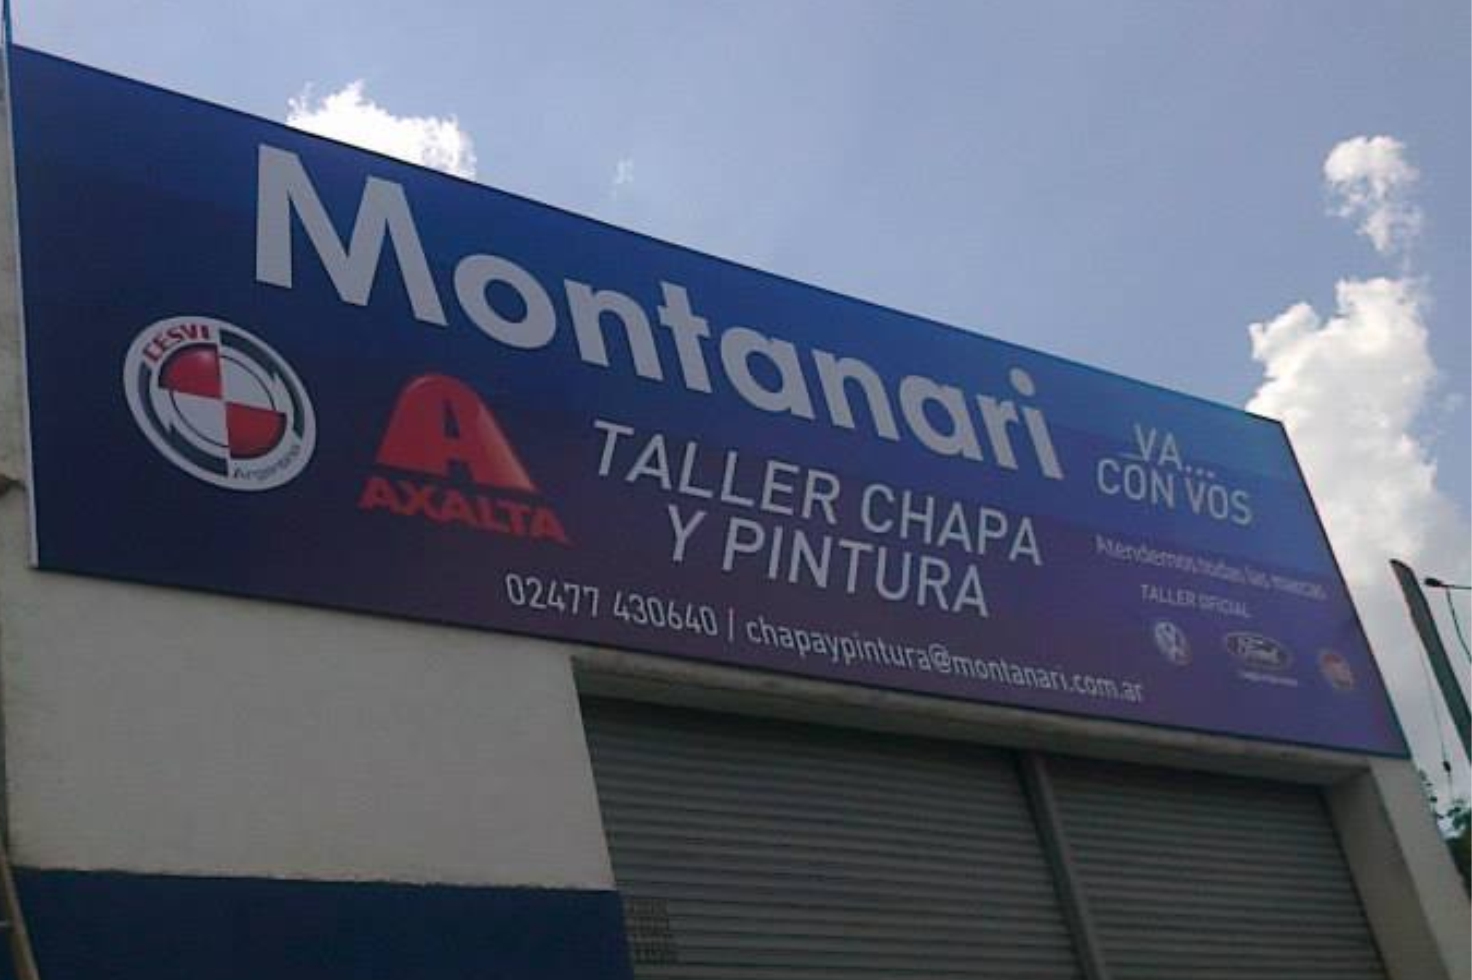 Montanari
CESVI
Argentina
AXALTA
TALLER CHAPA
Y PINTURA
02477 430640 | chapaypintura@montanari.com.ar
VA...
CON VOS
Atendemos todas las marcas
TALLER OFICIAL
Ford